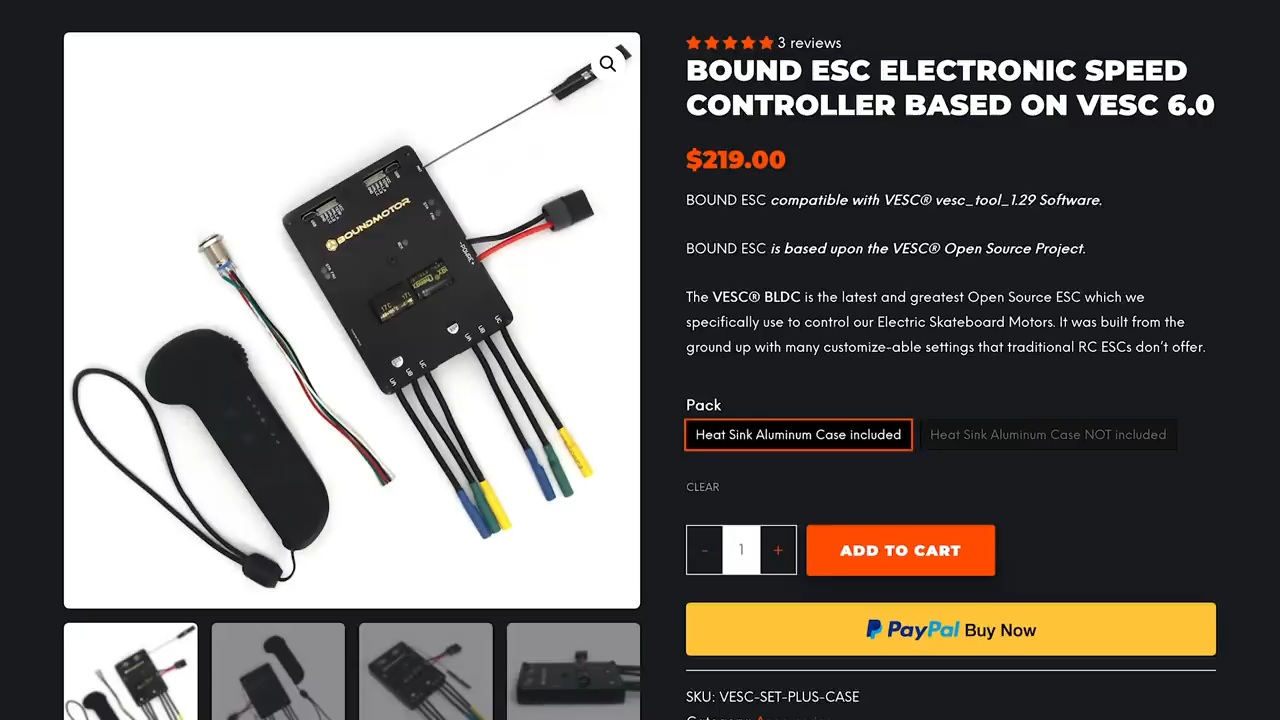 3 reviews
BOUND ESC ELECTRONIC SPEED
CONTROLLER BASED ON VESC 6.0
$219.00
BOUND ESC compatible with VESC® vesc_tool_1.29 Software.
BOUND ESC is based upon the VESC® Open Source Project.
The VESC® BLDC is the latest and greatest Open Source ESC which we
specifically use to control our Electric Skateboard Motors. It was built from the
ground up with many customize-able settings that traditional RC ESCs don’t offer.
Pack
Heat Sink Aluminum Case included
Heat Sink Aluminum Case NOT included
CLEAR
- 1 +
ADD TO CART
PayPal Buy Now
SKU: VESC-SET-PLUS-CASE
BOUNDMOTOR